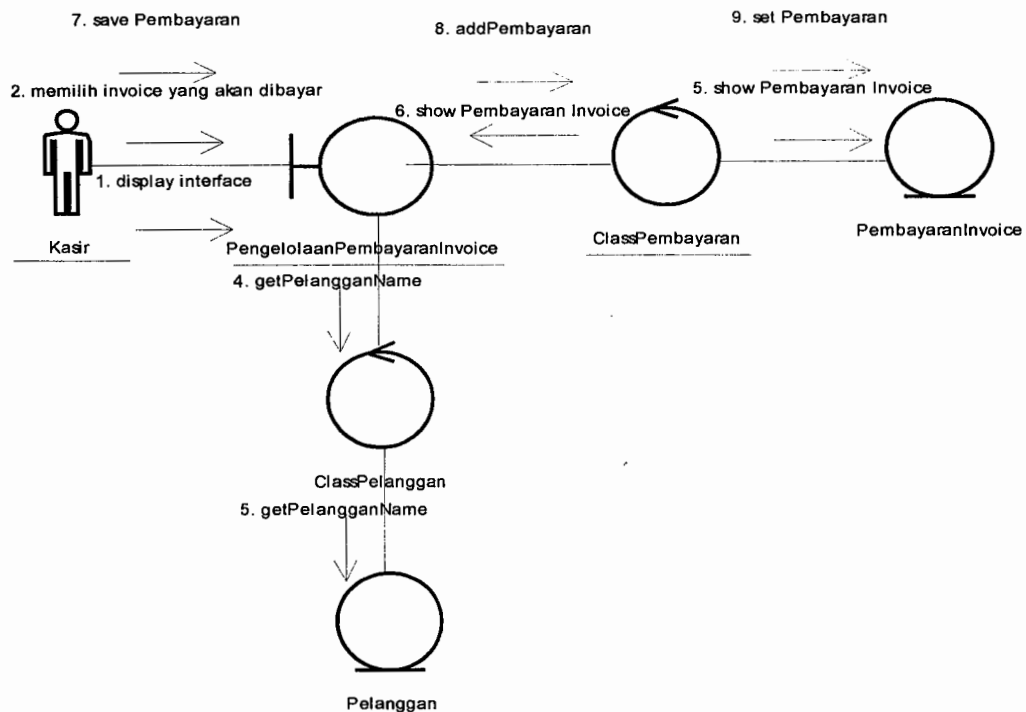 7. save Pembayaran
8. addPembayaran
9. set Pembayaran
2. memilih invoice yang akan dibayar
6. show Pembayaran Invoice
5. show Pembayaran Invoice
1. display interface
Kasir
PengelolaanPembayaranInvoice
ClassPembayaran
PembayaranInvoice
4. getPelangganName
ClassPelanggan
5. getPelangganName
Pelanggan